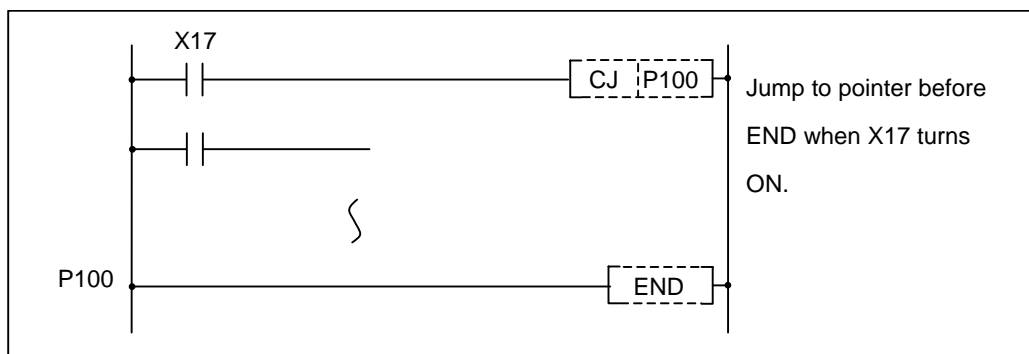 X17
CJ P100
Jump to pointer before
END when X17 turns
ON.
P100
END